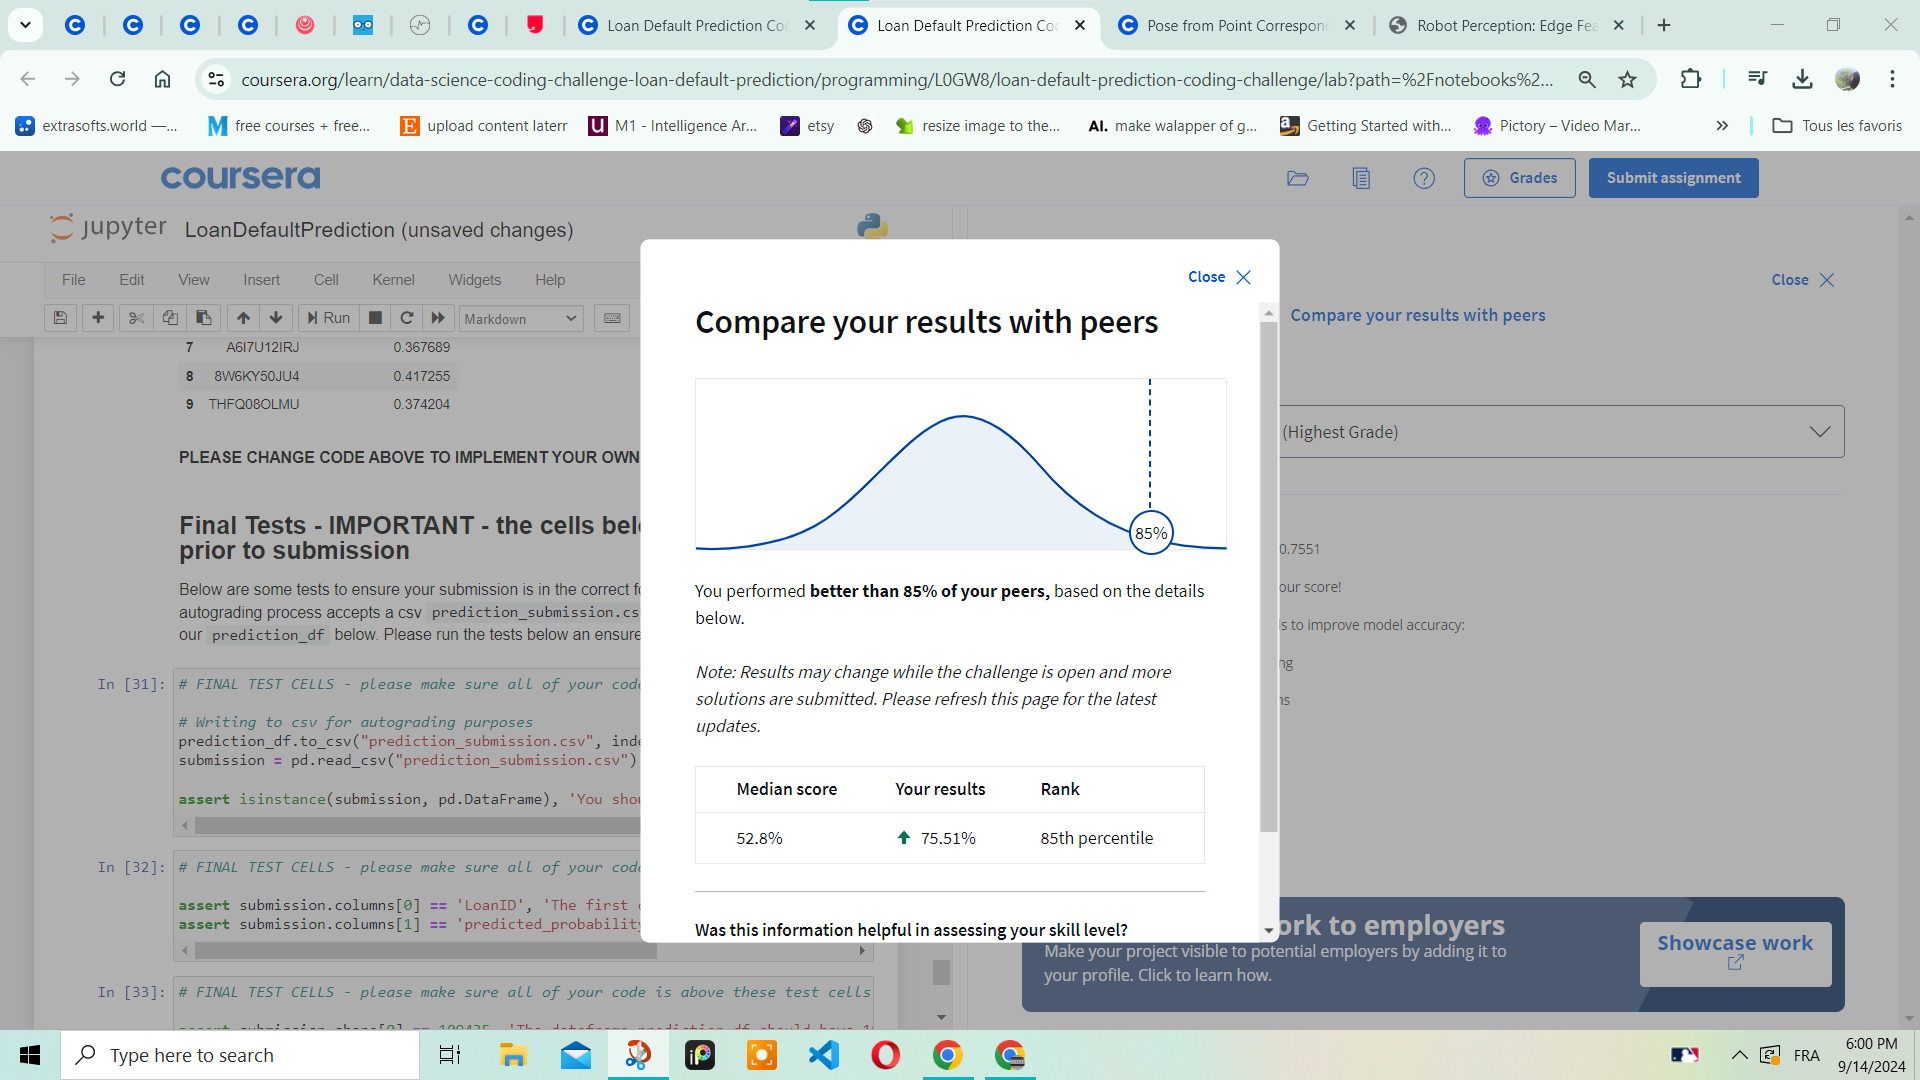 Loan Default Prediction Coc
Loan Default Prediction Coc
Pose from Point Correspond
Robot Perception: Edge Fea
coursera.org/learn/data-science-coding-challenge-loan-default-prediction/programming/L0GW8/loan-default-prediction-coding-challenge/lab?path=%2Fnotebooks%2...
extrasofts.world —...
free courses + free...
upload content laterr
M1 - Intelligence Ar...
etsy
resize image to the...
AI. make walapper of g...
Getting Started with...
Pictory – Video Mar...
Tous les favoris
coursera
Grades
Submit assignment
jupyter LoanDefaultPrediction (unsaved changes)
File Edit View Insert Cell Kernel Widgets Help
Run
Markdown
7 A6I7U12IRJ 0.367689
8 8W6KY50JU4 0.417255
9 THFQ08OLMU 0.374204
PLEASE CHANGE CODE ABOVE TO IMPLEMENT YOUR OWN
Final Tests - IMPORTANT - the cells bel
prior to submission
Below are some tests to ensure your submission is in the correct fo
autograding process accepts a csv prediction_submission.cs
our prediction_df below. Please run the tests below an ensure
In [31]: # FINAL TEST CELLS - please make sure all of your code
# Writing to csv for autograding purposes
prediction_df.to_csv("prediction_submission.csv", inde
submission = pd.read_csv("prediction_submission.csv")
assert isinstance(submission, pd.DataFrame), 'You shou
In [32]: # FINAL TEST CELLS - please make sure all of your code
assert submission.columns[0] == 'LoanID', 'The first c
assert submission.columns[1] == 'predicted_probability
In [33]: # FINAL TEST CELLS - please make sure all of your code is above these test cells
Close
Compare your results with peers
85%
You performed better than 85% of your peers, based on the details
below.
Note: Results may change while the challenge is open and more
solutions are submitted. Please refresh this page for the latest
updates.
Median score Your results Rank
52.8% 75.51% 85th percentile
Was this information helpful in assessing your skill level?
Close
Compare your results with peers
(Highest Grade)
0.7551
our score!
s to improve model accuracy:
ng
ns
ork to employers
Make your project visible to potential employers by adding it to
your profile. Click to learn how.
Showcase work
Type here to search
FRA
6:00 PM
9/14/2024